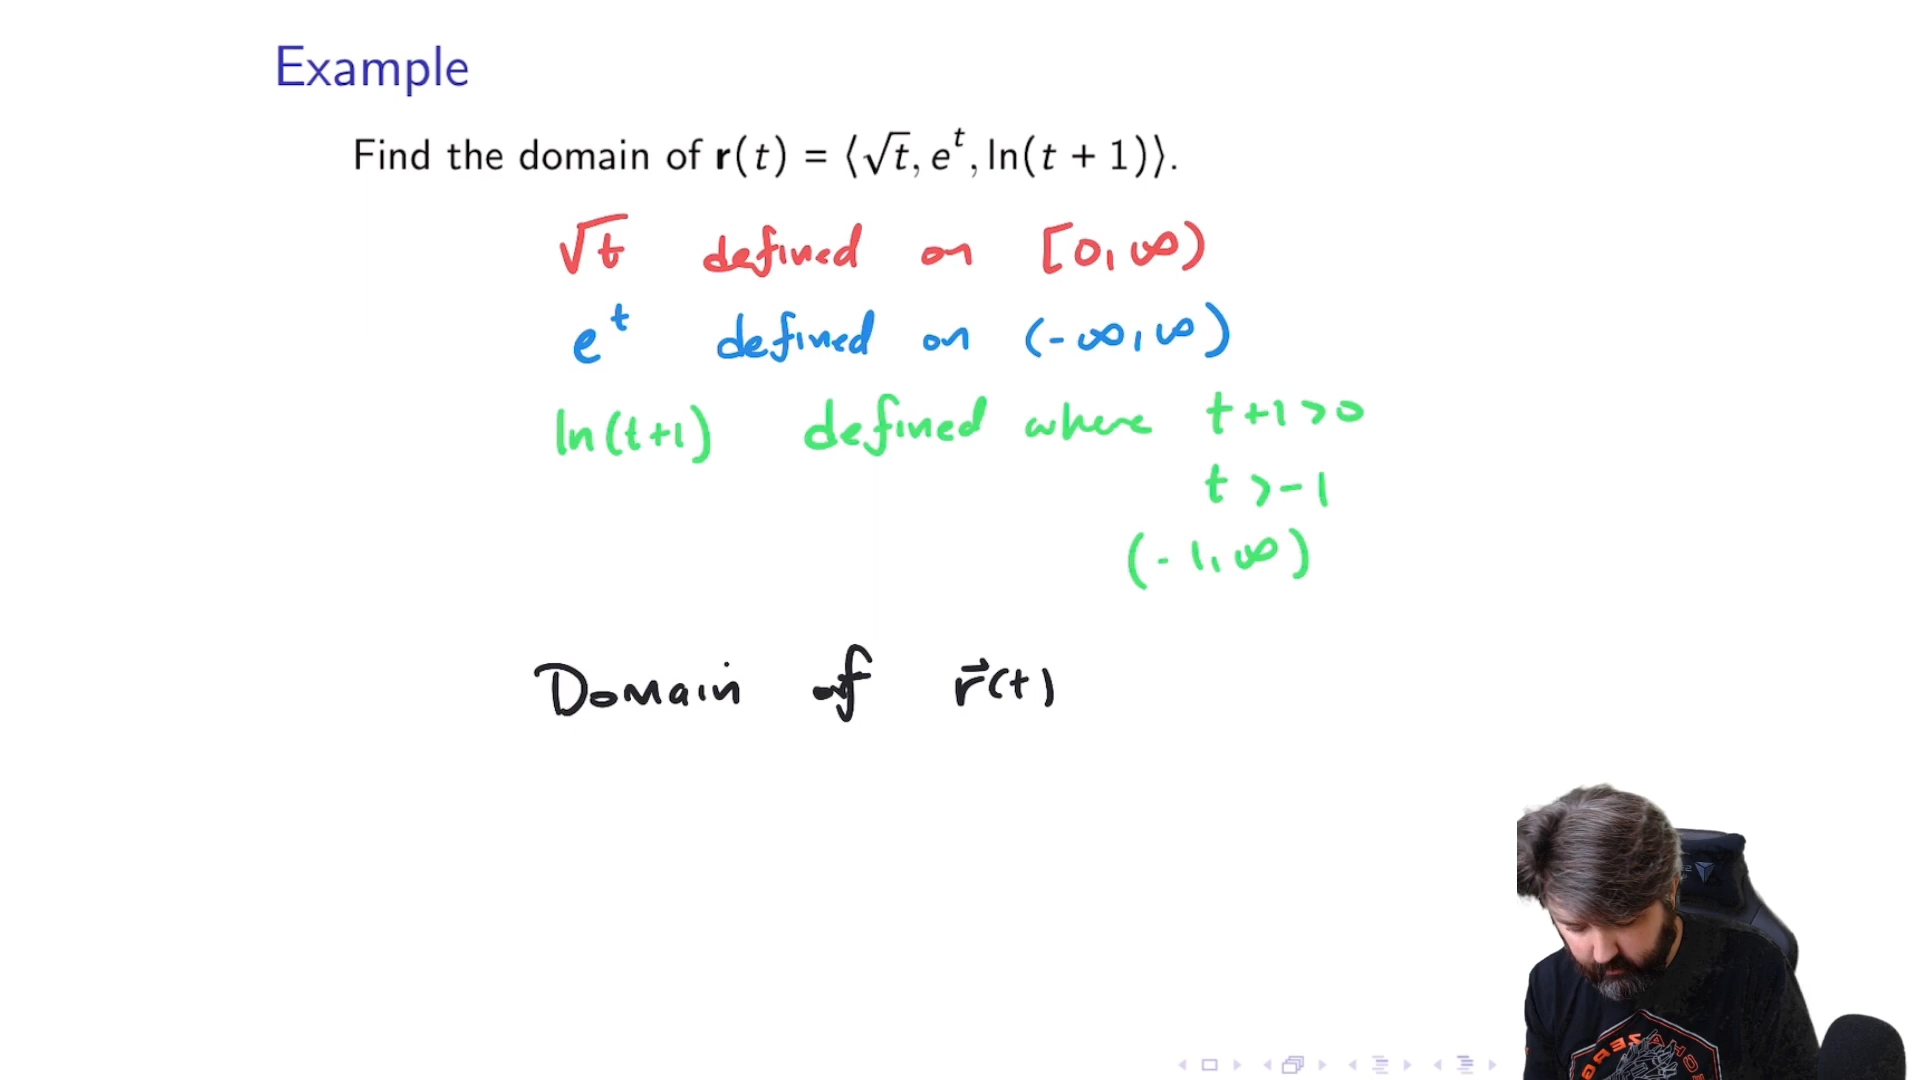 Example
Find the domain of r(t) = ⟨√t, e^t, ln(t + 1)⟩.
√t defined on [0, ∞)
e^t defined on (-∞, ∞)
ln(t+1) defined where t+1>0
t>-1
(-1, ∞)
Domain of r⃗(t)